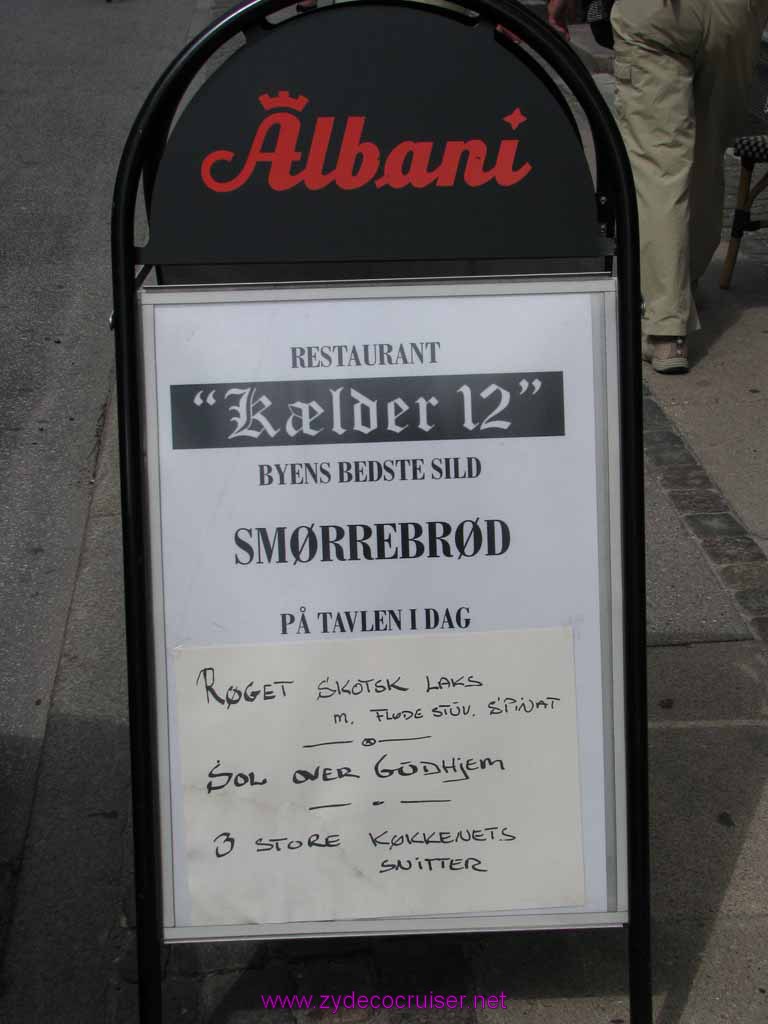 Albani
RESTAURANT
“Kælder 12”
BYENS BEDSTE SILD
SMØRREBRØD
PÅ TAVLEN I DAG
RØGET SKOTSK LAKS
M. FLØDE STUV. SPINAT
SOL OVER GUDHJEM
3 STORE KØKKENETS
SNITTER
www.zydecocruiser.net